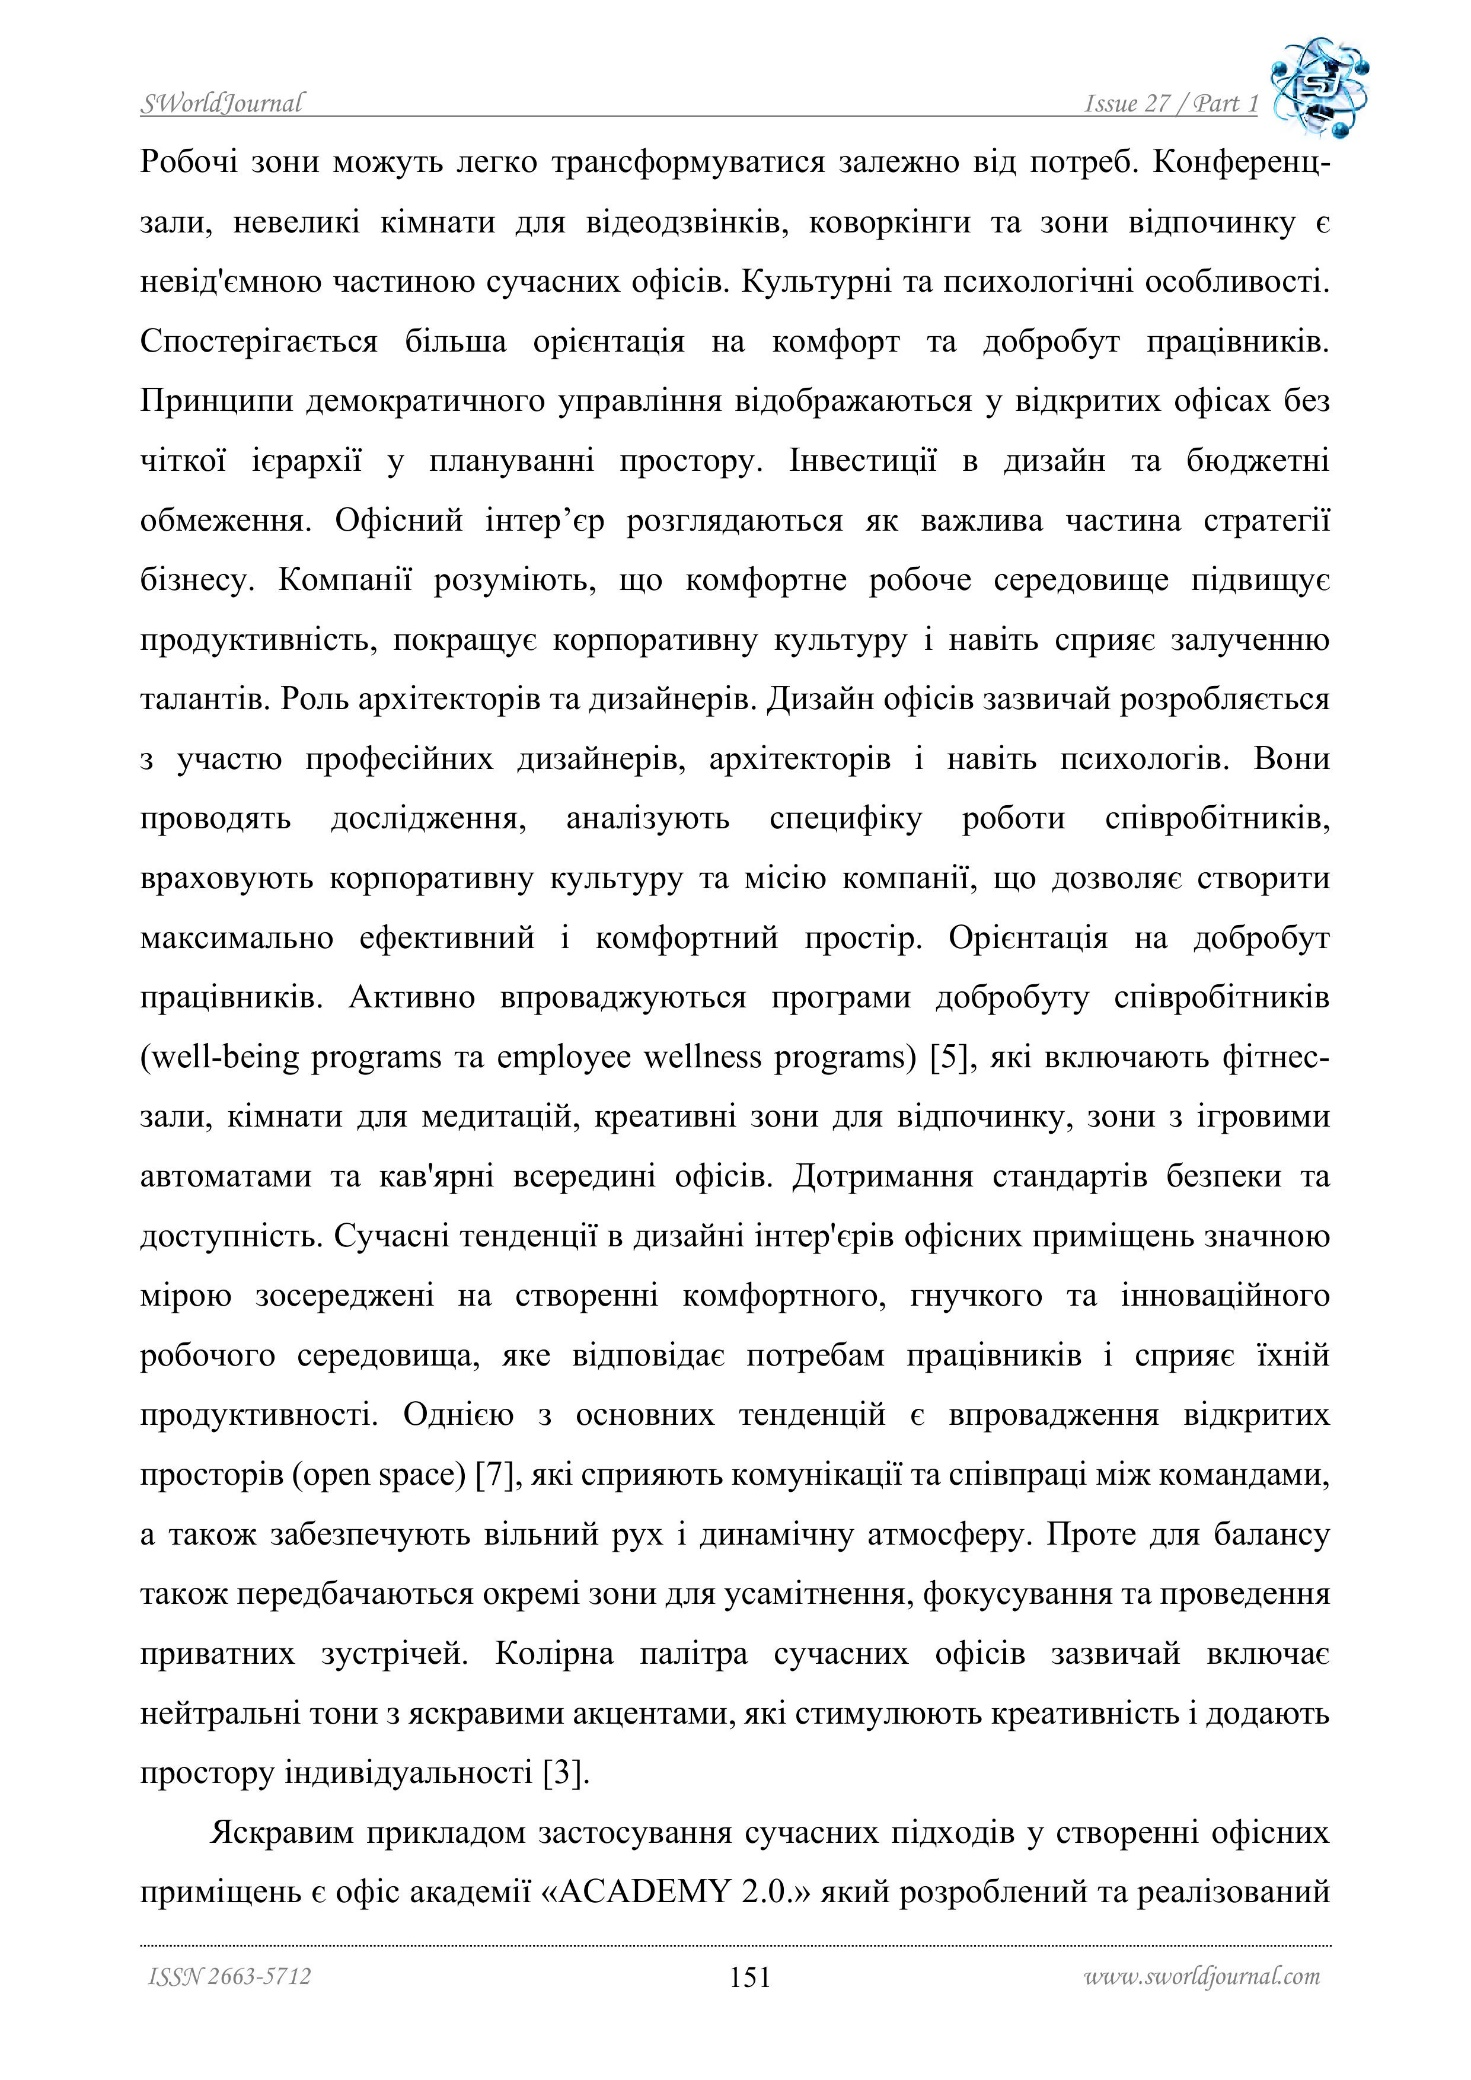 SWorldJournal Issue 27 / Part 1
SJ
Робочі зони можуть легко трансформуватися залежно від потреб. Конференц-
зали, невеликі кімнати для відеодзвінків, коворкінги та зони відпочинку є
невід'ємною частиною сучасних офісів. Культурні та психологічні особливості.
Спостерігається більша орієнтація на комфорт та добробут працівників.
Принципи демократичного управління відображаються у відкритих офісах без
чіткої ієрархії у плануванні простору. Інвестиції в дизайн та бюджетні
обмеження. Офісний інтер’єр розглядаються як важлива частина стратегії
бізнесу. Компанії розуміють, що комфортне робоче середовище підвищує
продуктивність, покращує корпоративну культуру і навіть сприяє залученню
талантів. Роль архітекторів та дизайнерів. Дизайн офісів зазвичай розробляється
з участю професійних дизайнерів, архітекторів і навіть психологів. Вони
проводять дослідження, аналізують специфіку роботи співробітників,
враховують корпоративну культуру та місію компанії, що дозволяє створити
максимально ефективний і комфортний простір. Орієнтація на добробут
працівників. Активно впроваджуються програми добробуту співробітників
(well-being programs та employee wellness programs) [5], які включають фітнес-
зали, кімнати для медитацій, креативні зони для відпочинку, зони з ігровими
автоматами та кав'ярні всередині офісів. Дотримання стандартів безпеки та
доступність. Сучасні тенденції в дизайні інтер'єрів офісних приміщень значною
мірою зосереджені на створенні комфортного, гнучкого та інноваційного
робочого середовища, яке відповідає потребам працівників і сприяє їхній
продуктивності. Однією з основних тенденцій є впровадження відкритих
просторів (open space) [7], які сприяють комунікації та співпраці між командами,
а також забезпечують вільний рух і динамічну атмосферу. Проте для балансу
також передбачаються окремі зони для усамітнення, фокусування та проведення
приватних зустрічей. Колірна палітра сучасних офісів зазвичай включає
нейтральні тони з яскравими акцентами, які стимулюють креативність і додають
простору індивідуальності [3].
Яскравим прикладом застосування сучасних підходів у створенні офісних
приміщень є офіс академії «ACADEMY 2.0.» який розроблений та реалізований
ISSN 2663-5712 151 www.sworldjournal.com